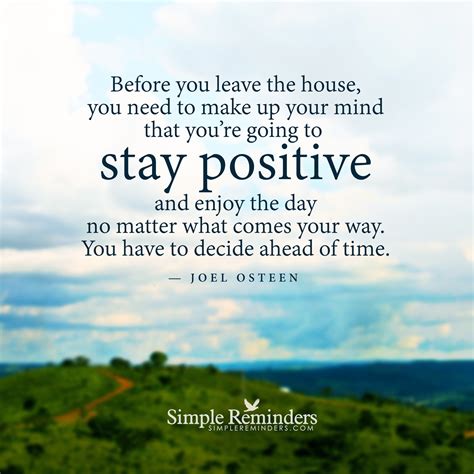 Before you leave the house,
you need to make up your mind
that you're going to
stay positive
and enjoy the day
no matter what comes your way.
You have to decide ahead of time.
— JOEL OSTEEN
Simple Reminders
SIMPLEREMINDERS.COM